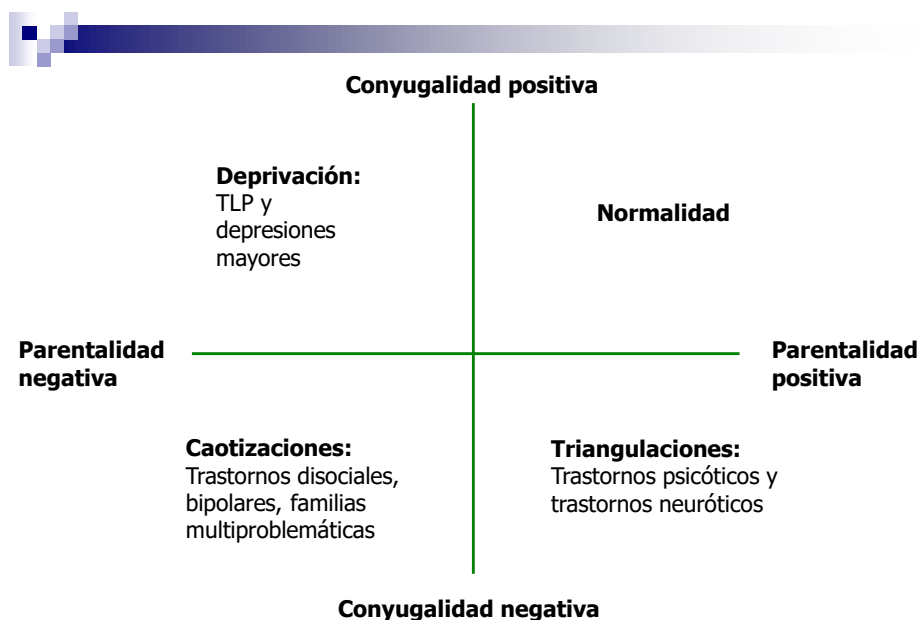 Conyugalidad positiva
Deprivación:
TLP y
depresiones
mayores
Normalidad
Parentalidad
negativa
Parentalidad
positiva
Caotizaciones:
Trastornos disociales,
bipolares, familias
multiproblemáticas
Triangulaciones:
Trastornos psicóticos y
trastornos neuróticos
Conyugalidad negativa